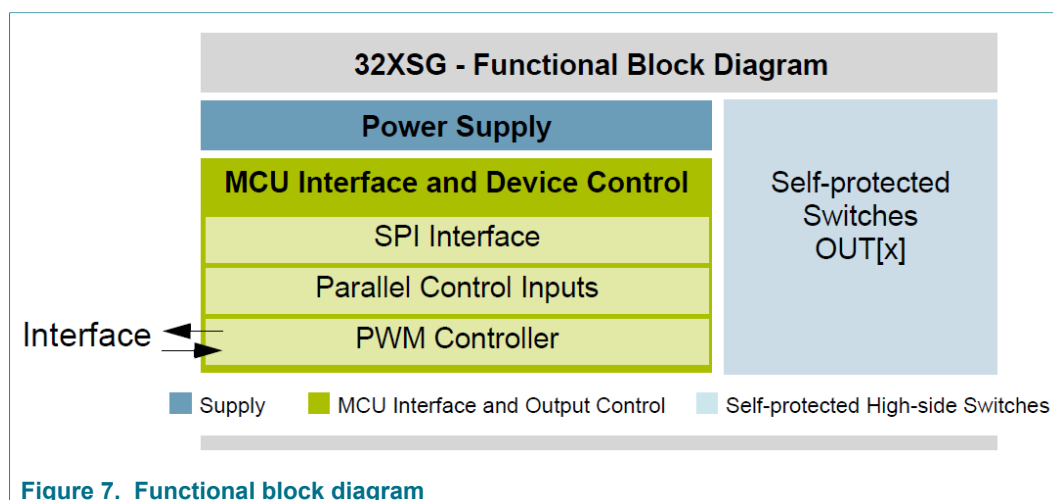 32XSG - Functional Block Diagram
Power Supply
MCU Interface and Device Control
SPI Interface
Parallel Control Inputs
PWM Controller
Self-protected
Switches
OUT[x]
Interface
Supply
MCU Interface and Output Control
Self-protected High-side Switches
Figure 7. Functional block diagram